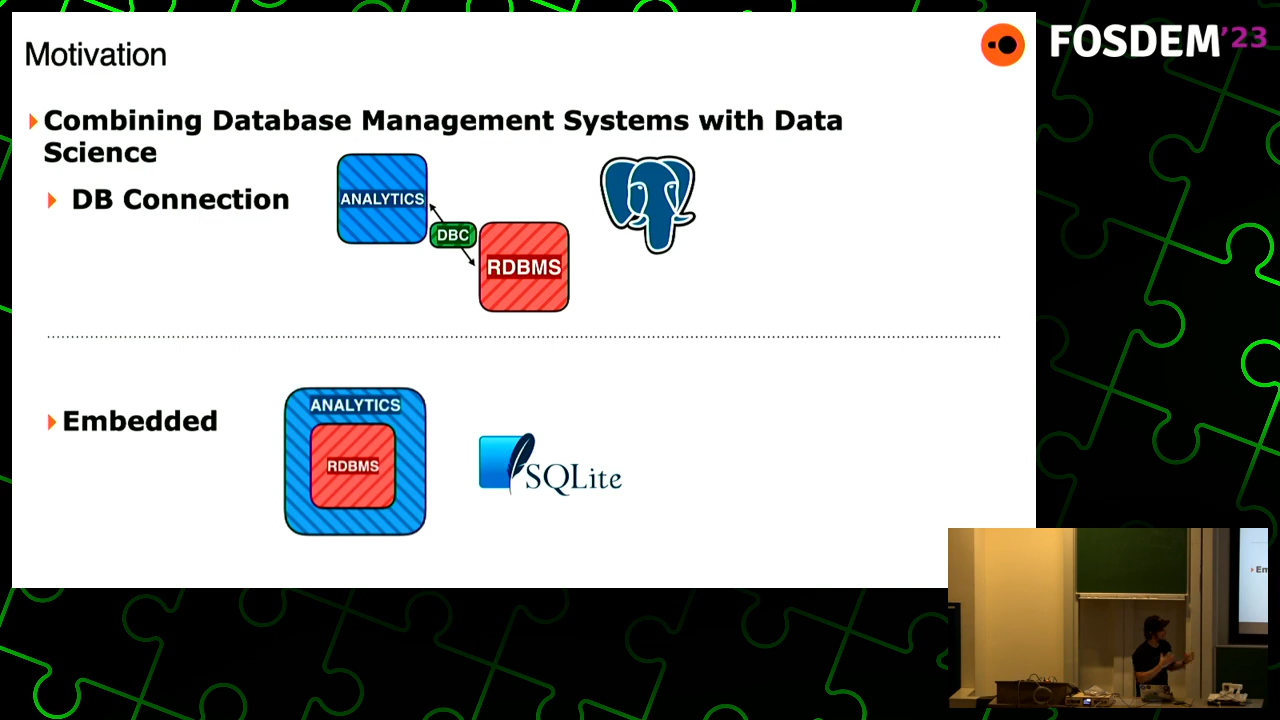 Motivation
FOSDEM'23
Combining Database Management Systems with Data
Science
DB Connection
ANALYTICS
DBC
RDBMS
Embedded
ANALYTICS
RDBMS
SQLite
Em